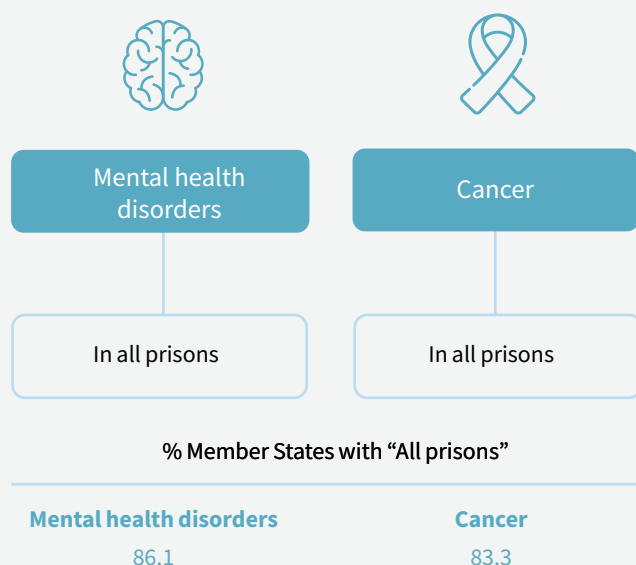 Mental health
disorders
Cancer
In all prisons
In all prisons
% Member States with “All prisons”
Mental health disorders
Cancer
86.1
83.3